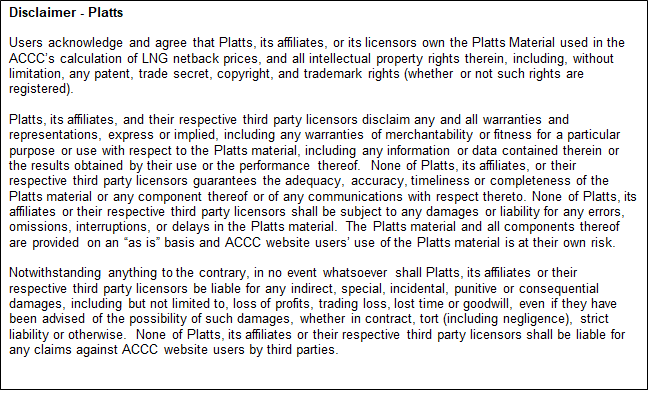 Disclaimer - Platts
Users acknowledge and agree that Platts, its affiliates, or its licensors own the Platts Material used in the
ACCC's calculation of LNG netback prices, and all intellectual property rights therein, including, without
limitation, any patent, trade secret, copyright, and trademark rights (whether or not such rights are
registered).
Platts, its affiliates, and their respective third party licensors disclaim any and all warranties and
representations, express or implied, including any warranties of merchantability or fitness for a particular
purpose or use with respect to the Platts material, including any information or data contained therein or
the results obtained by their use or the performance thereof. None of Platts, its affiliates, or their
respective third party licensors guarantees the adequacy, accuracy, timeliness or completeness of the
Platts material or any component thereof or of any communications with respect thereto. None of Platts, its
affiliates or their respective third party licensors shall be subject to any damages or liability for any errors,
omissions, interruptions, or delays in the Platts material. The Platts material and all components thereof
are provided on an “as is” basis and ACCC website users’ use of the Platts material is at their own risk.
Notwithstanding anything to the contrary, in no event whatsoever shall Platts, its affiliates or their
respective third party licensors be liable for any indirect, special, incidental, punitive or consequential
damages, including but not limited to, loss of profits, trading loss, lost time or goodwill, even if they have
been advised of the possibility of such damages, whether in contract, tort (including negligence), strict
liability or otherwise. None of Platts, its affiliates or their respective third party licensors shall be liable for
any claims against ACCC website users by third parties.